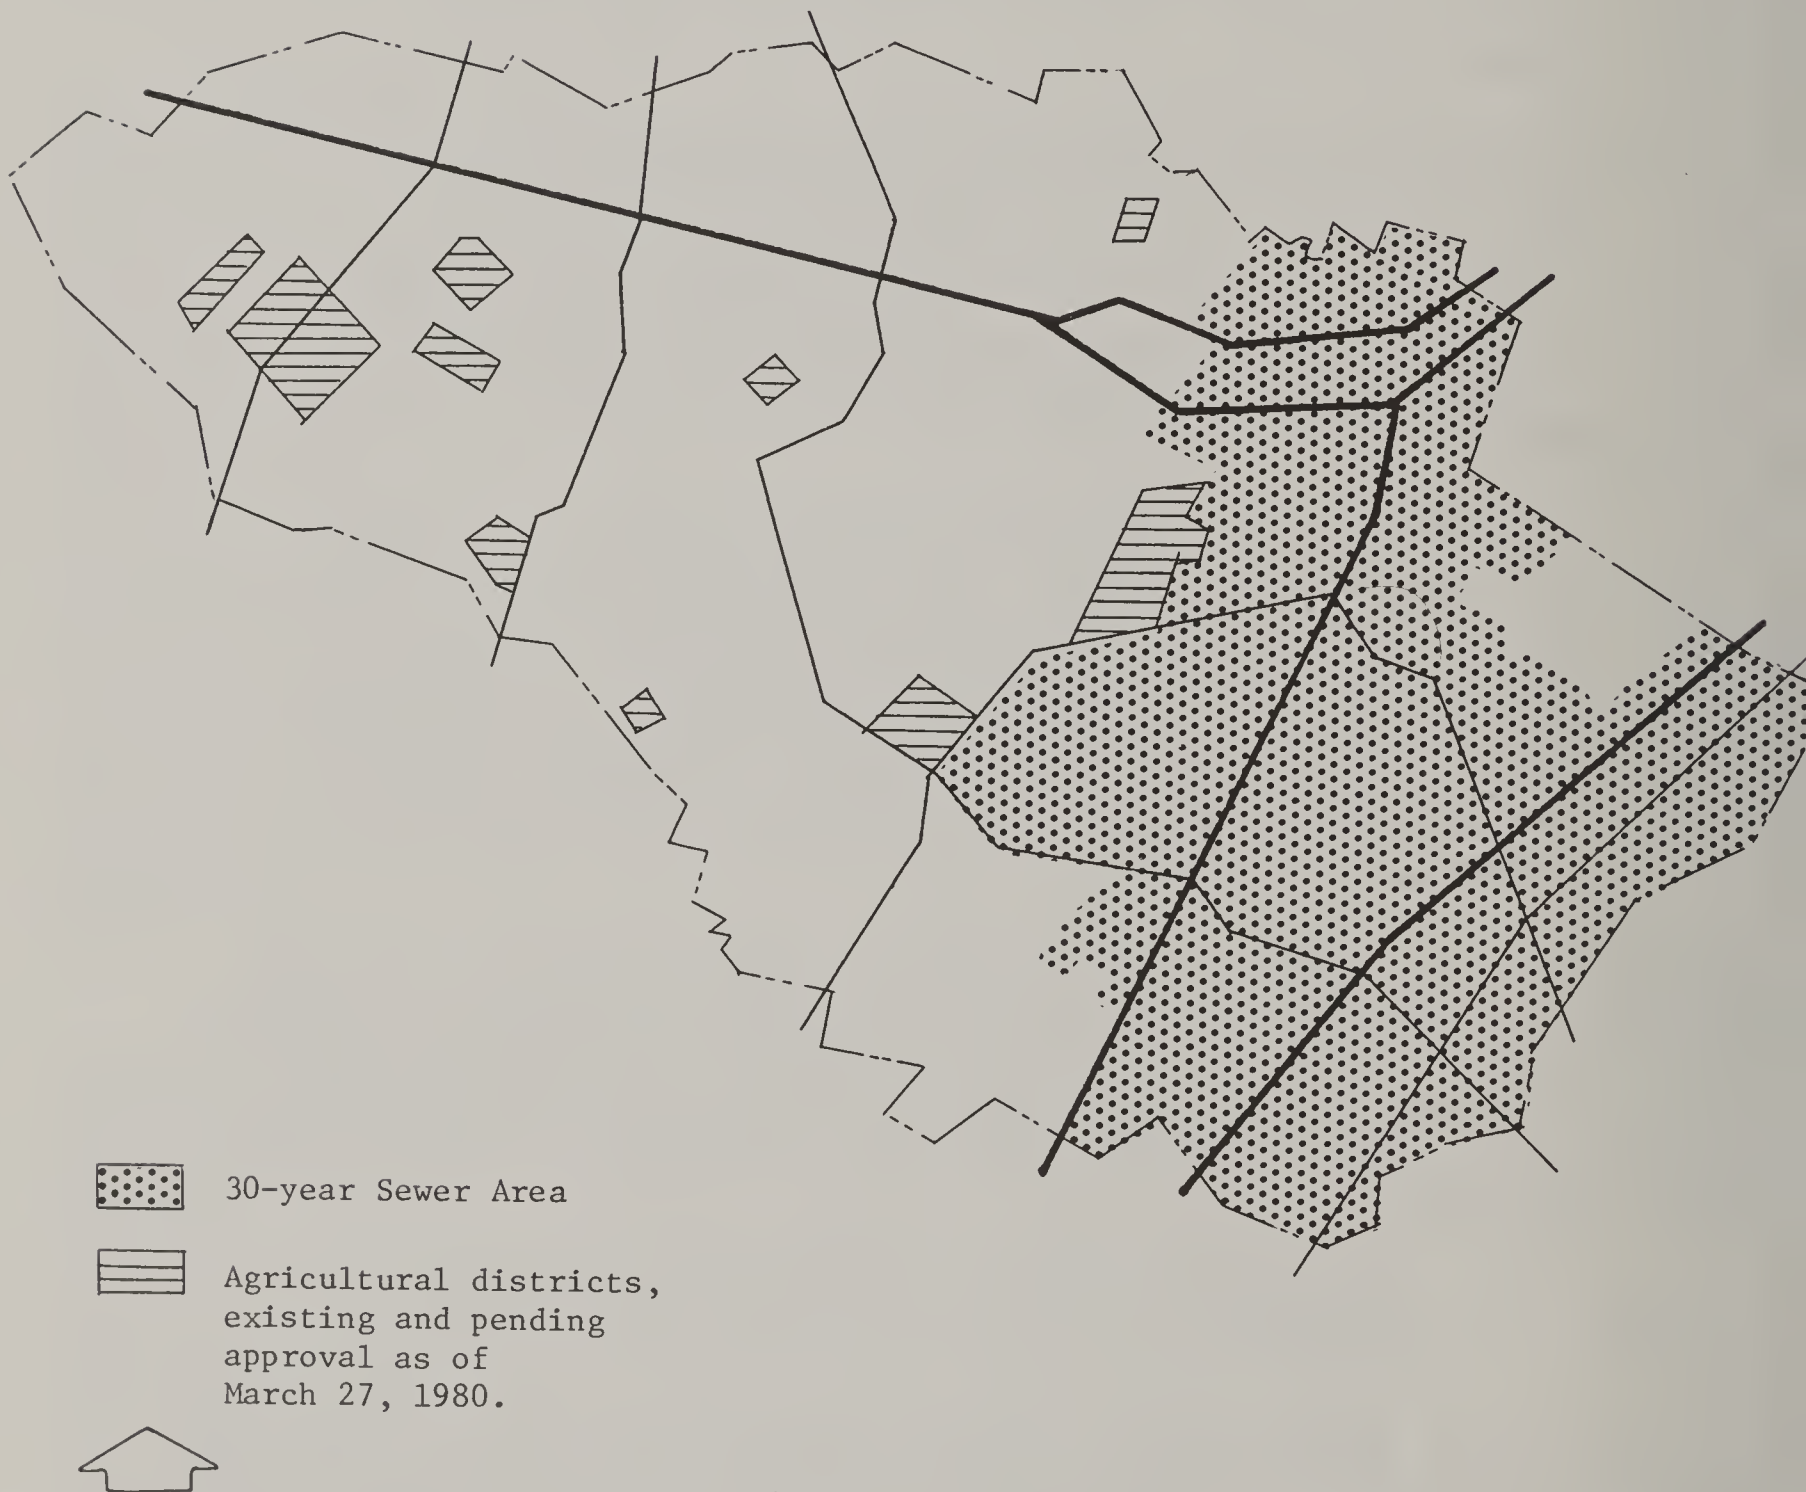 30-year Sewer Area
Agricultural districts,
existing and pending
approval as of
March 27, 1980.